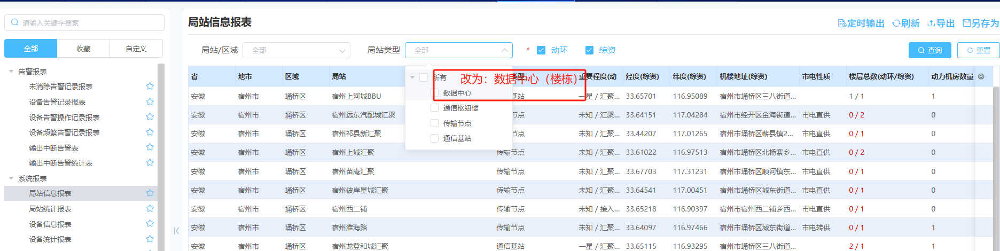 请输入关键字搜索
全部 收藏 自定义
告警报表
未消除告警记录报表
设备告警记录报表
设备告警操作记录报表
设备频繁告警记录报表
输出中断告警表
输出中断告警统计表
系统报表
局站信息报表
局站统计报表
设备信息报表
设备统计报表
局站信息报表
定时输出 刷新 导出 另存为
局站/区域 全部 局站类型 全部 * 动环 综资 查询 重置
所有
数据中心
通信枢纽楼
传输节点
通信基站
改为：数据中心（楼栋）
省 地市 区域 局站 重要程度(动 经度(综资) 纬度(综资) 机楼地址(综资) 市电性质 楼层总数(动环/综资) 动力机房数量
安徽 宿州市 埇桥区 宿州上河城BBU 基站 一星 / 汇聚... 33.65701 116.95089 宿州市埇桥区三八街道... 1 / 1 1
安徽 宿州市 埇桥区 宿州远东汽配城汇聚 节点 未知 / 汇聚... 33.64151 117.04284 宿州市经开区金海街道... 市电直供 0 / 2 0
安徽 宿州市 埇桥区 宿州祁县新汇聚 节点 未知 / 汇聚... 33.44207 117.01265 宿州市埇桥区蕲县镇2... 市电直供 0 / 1 0
安徽 宿州市 埇桥区 宿州上城汇聚 传输节点 未知 / 汇聚... 33.61022 116.97513 宿州市埇桥区北杨寨乡... 市电直供 0 / 2 0
安徽 宿州市 埇桥区 宿州苗庵汇聚 传输节点 未知 / 汇聚... 33.67703 117.31231 宿州市埇桥区顺河镇东... 市电直供 0 / 1 0
安徽 宿州市 埇桥区 宿州彼岸星城汇聚 传输节点 未知 / 汇聚... 33.64541 117.00451 宿州市埇桥区城东街道... 市电直供 0 / 1 0
安徽 宿州市 埇桥区 宿州西二铺 传输节点 未知 / 接入... 33.65218 116.90397 宿州市宿州西二铺乡西... 市电直供 0 / 1 0
安徽 宿州市 埇桥区 宿州淮海路 传输节点 未知 / 汇聚... 33.64097 116.97466 宿州市埇桥区城东街道... 市电转供 0 / 1 1
安徽 宿州市 埇桥区 宿州龙登和城汇聚 通信基站 一星 / 汇聚... 33.65115 116.93295 宿州市埇桥区三八街道... 市电直供 2 / 1 1